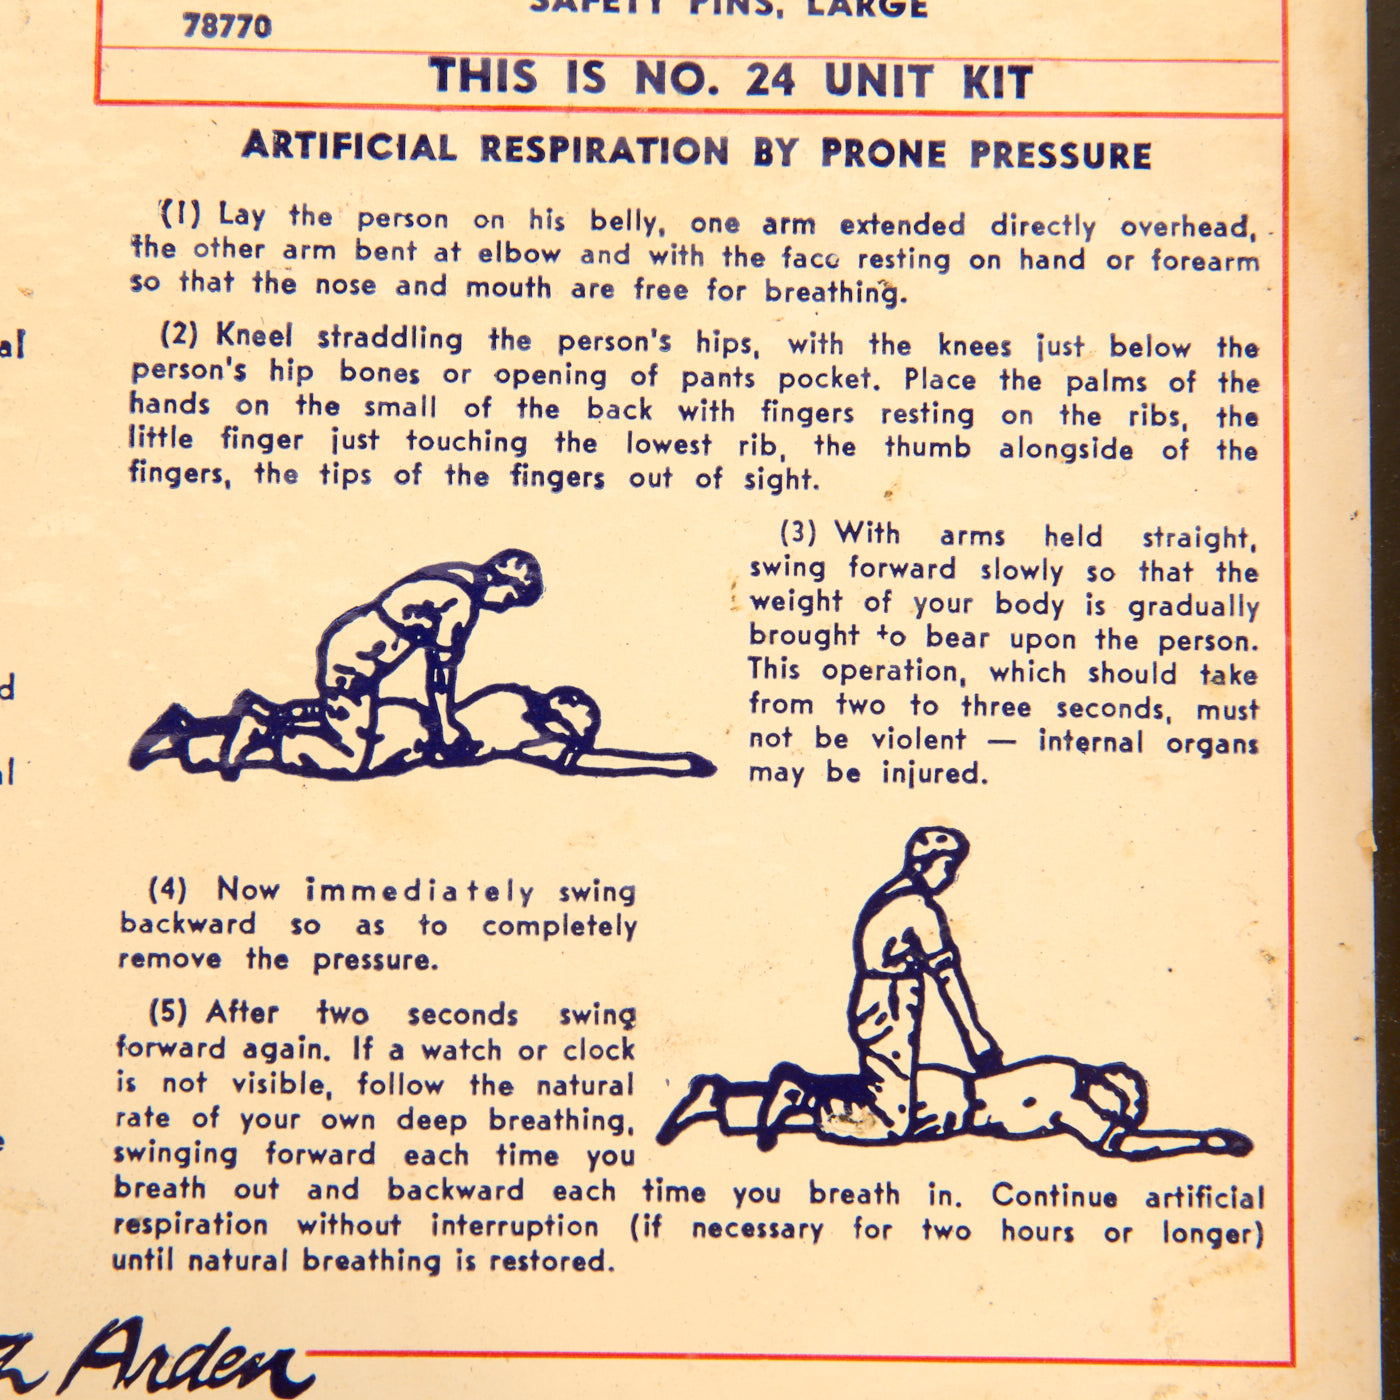 SAFETY PINS, LARGE
78770
THIS IS NO. 24 UNIT KIT
ARTIFICIAL RESPIRATION BY PRONE PRESSURE
(1) Lay the person on his belly, one arm extended directly overhead,
the other arm bent at elbow and with the face resting on hand or forearm
so that the nose and mouth are free for breathing.
(2) Kneel straddling the person's hips, with the knees just below the
person's hip bones or opening of pants pocket. Place the palms of the
hands on the small of the back with fingers resting on the ribs, the
little finger just touching the lowest rib, the thumb alongside of the
fingers, the tips of the fingers out of sight.
(3) With arms held straight,
swing forward slowly so that the
weight of your body is gradually
brought to bear upon the person.
This operation, which should take
from two to three seconds, must
not be violent — internal organs
may be injured.
(4) Now immediately swing
backward so as to completely
remove the pressure.
(5) After two seconds swing
forward again. If a watch or clock
is not visible, follow the natural
rate of your own deep breathing,
swinging forward each time you
breath out and backward each time you breath in. Continue artificial
respiration without interruption (if necessary for two hours or longer)
until natural breathing is restored.
Arden